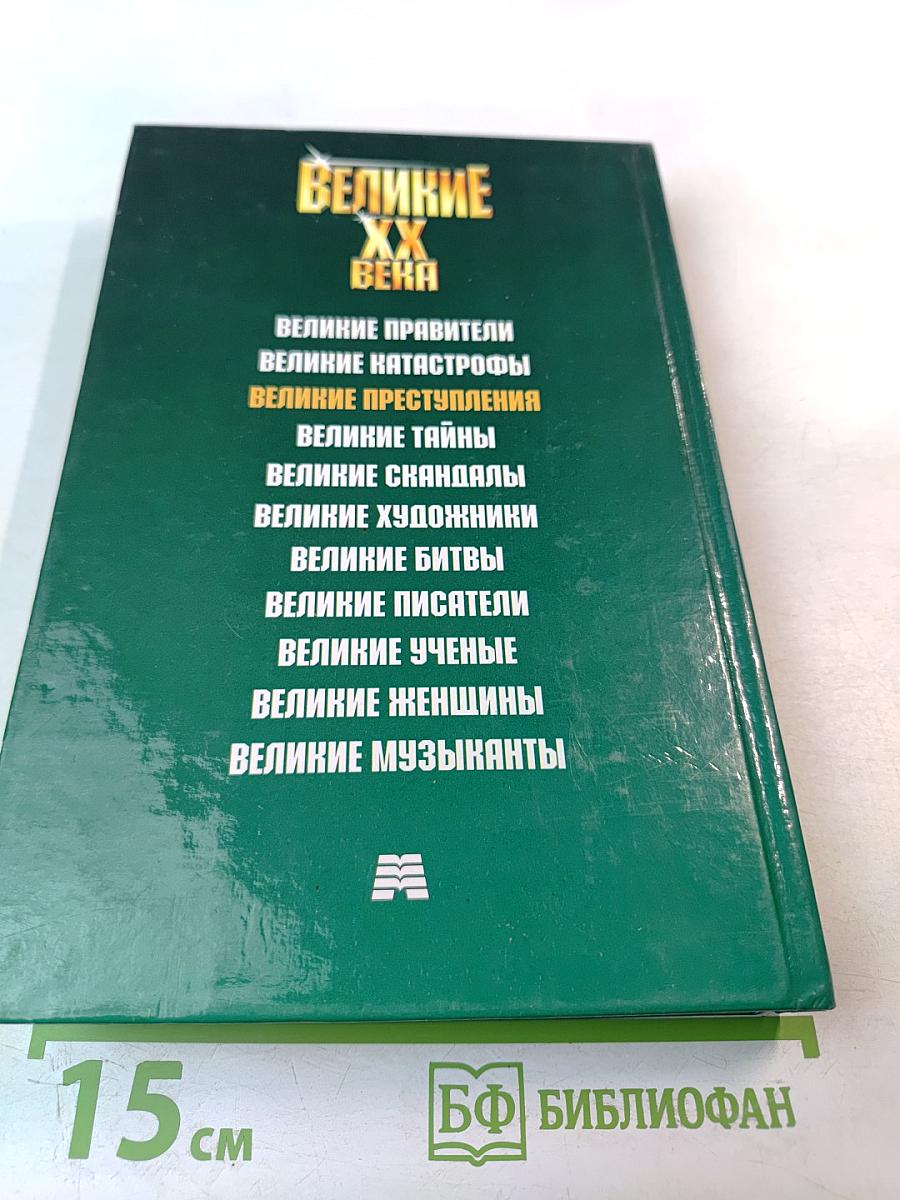 ВЕЛИКИЕ
XX
ВЕКА
ВЕЛИКИЕ ПРАВИТЕЛИ
ВЕЛИКИЕ КАТАСТРОФЫ
ВЕЛИКИЕ ПРЕСТУПЛЕНИЯ
ВЕЛИКИЕ ТАЙНЫ
ВЕЛИКИЕ СКАНДАЛЫ
ВЕЛИКИЕ ХУДОЖНИКИ
ВЕЛИКИЕ БИТВЫ
ВЕЛИКИЕ ПИСАТЕЛИ
ВЕЛИКИЕ УЧЕНЫЕ
ВЕЛИКИЕ ЖЕНЩИНЫ
ВЕЛИКИЕ МУЗЫКАНТЫ
15 см
БФ БИБЛИОФАН